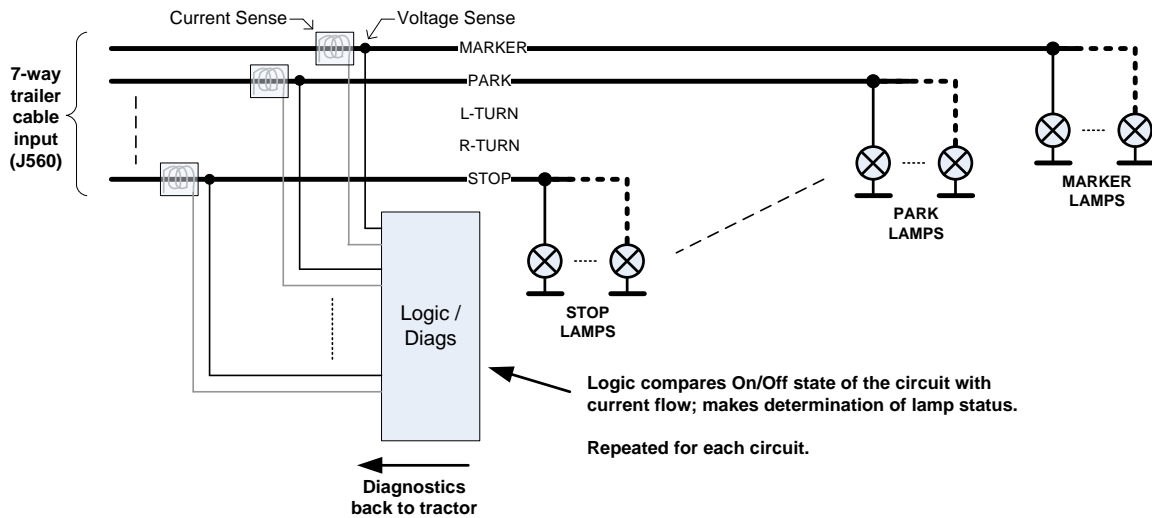 Current Sense
Voltage Sense
7-way
trailer
cable
input
(J560)
MARKER
PARK
L-TURN
R-TURN
STOP
MARKER
LAMPS
PARK
LAMPS
STOP
LAMPS
Logic /
Diags
Logic compares On/Off state of the circuit with
current flow; makes determination of lamp status.
Repeated for each circuit.
Diagnostics
back to tractor